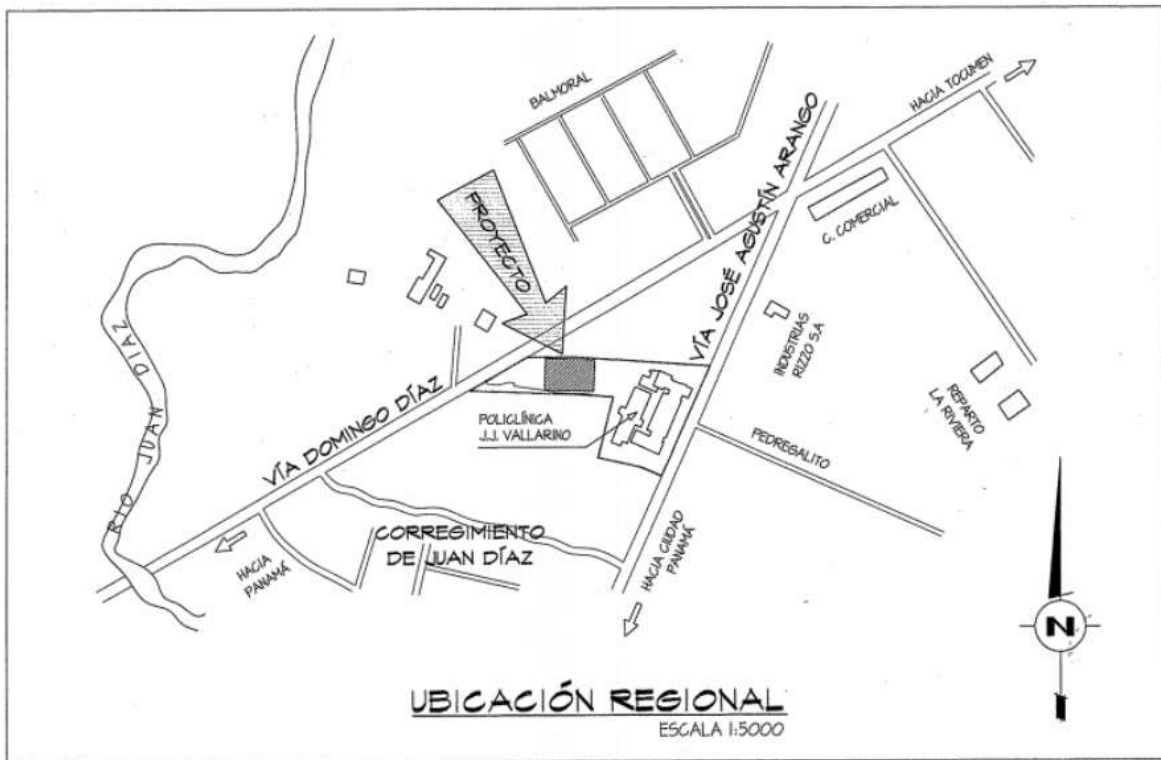 BALMORAL
HACIA TOCUMEN
PROYECTO
VÍA JOSÉ AGUSTÍN ARANGO
C. COMERCIAL
RIO JUAN DIAZ
INDUSTRIAS
RIZZO S.A
REPARTO
LA RIVIERA
VÍA DOMINGO DÍAZ
POLICLÍNICA
J.J. VALLARINO
PEDREGALITO
CORREGIMIENTO
DE JUAN DÍAZ
HACIA
PANAMÁ
HACIA CIUDAD
PANAMÁ
N
UBICACIÓN REGIONAL
ESCALA 1:5000